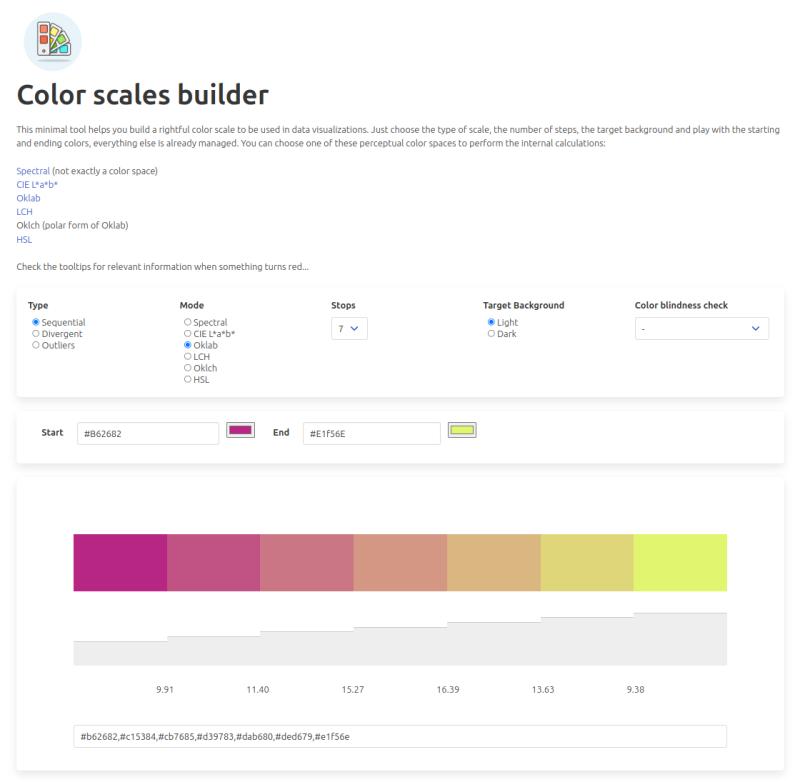 Color scales builder
This minimal tool helps you build a rightful color scale to be used in data visualizations. Just choose the type of scale, the number of steps, the target background and play with the starting
and ending colors, everything else is already managed. You can choose one of these perceptual color spaces to perform the internal calculations:
Spectral (not exactly a color space)
CIE L*a*b*
Oklab
LCH
Oklch (polar form of Oklab)
HSL
Check the tooltips for relevant information when something turns red...
Type Mode Stops Target Background Color blindness check
Sequential Spectral 7 Light -
Divergent CIE L*a*b* Dark
Outliers Oklab
LCH
Oklch
HSL
Start #B62682 End #E1f56E
9.91 11.40 15.27 16.39 13.63 9.38
#b62682,#c15384,#cb7685,#d39783,#dab680,#ded679,#e1f56e